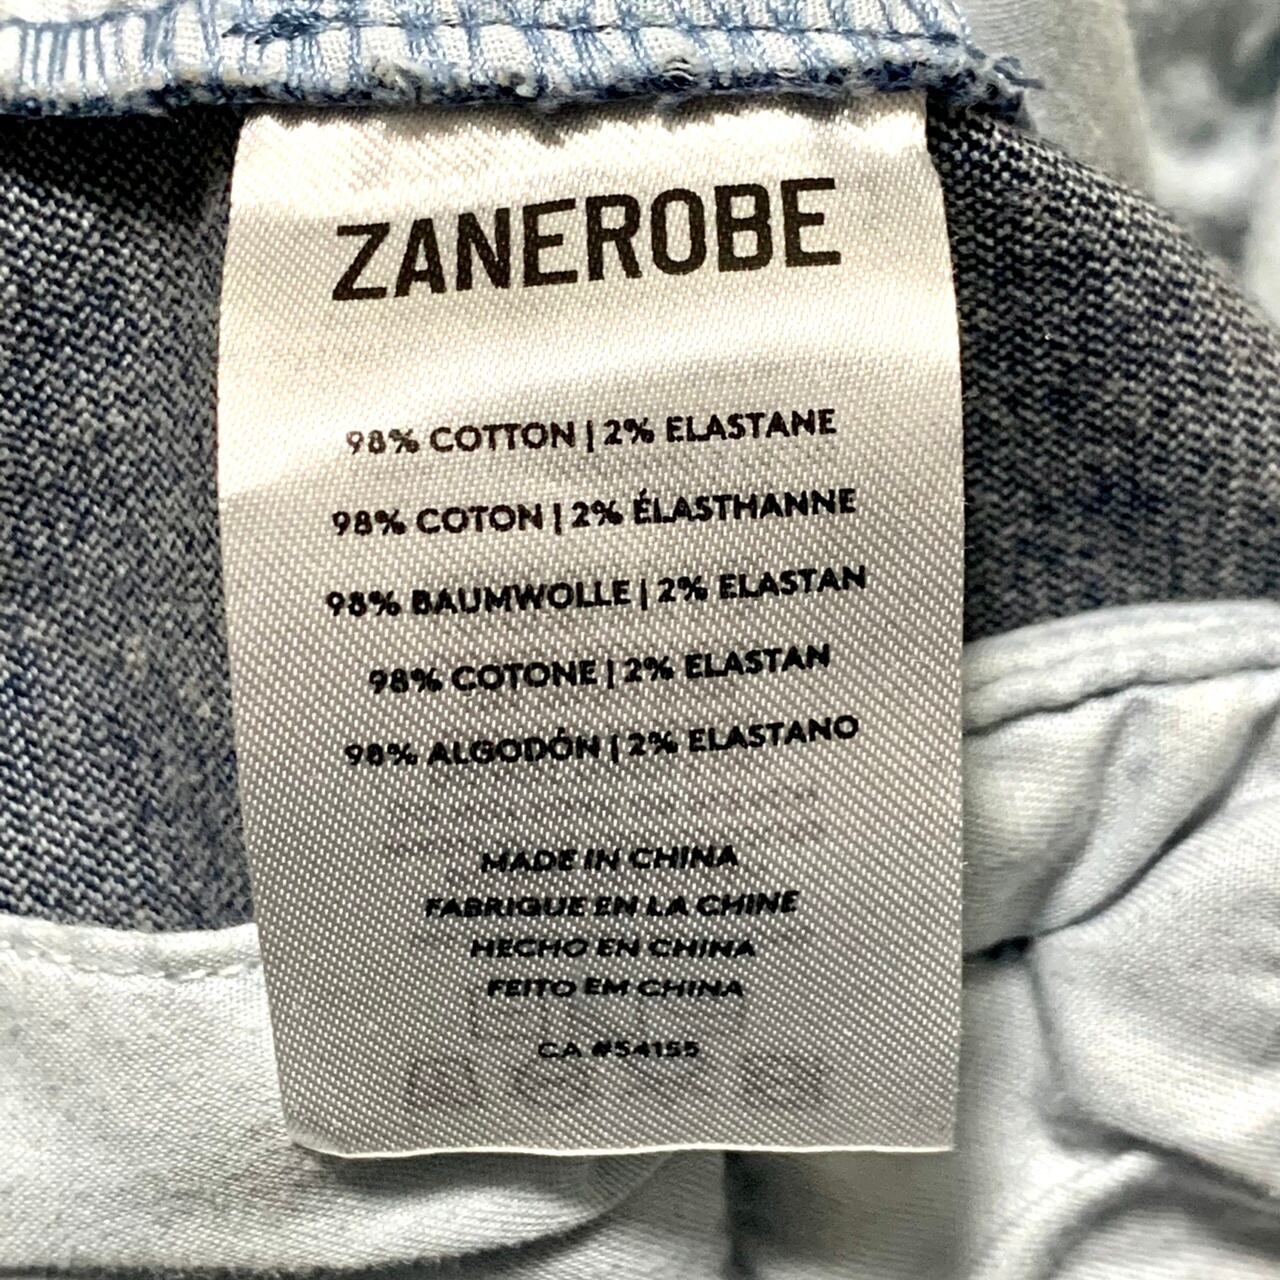 ZANEROBE
98% COTTON | 2% ELASTANE
98% COTON | 2% ÉLASTHANNE
98% BAUMWOLLE | 2% ELASTAN
98% COTONE | 2% ELASTAN
98% ALGODÓN | 2% ELASTANO
MADE IN CHINA
FABRIQUE EN LA CHINE
HECHO EN CHINA
FEITO EM CHINA
CA #54155